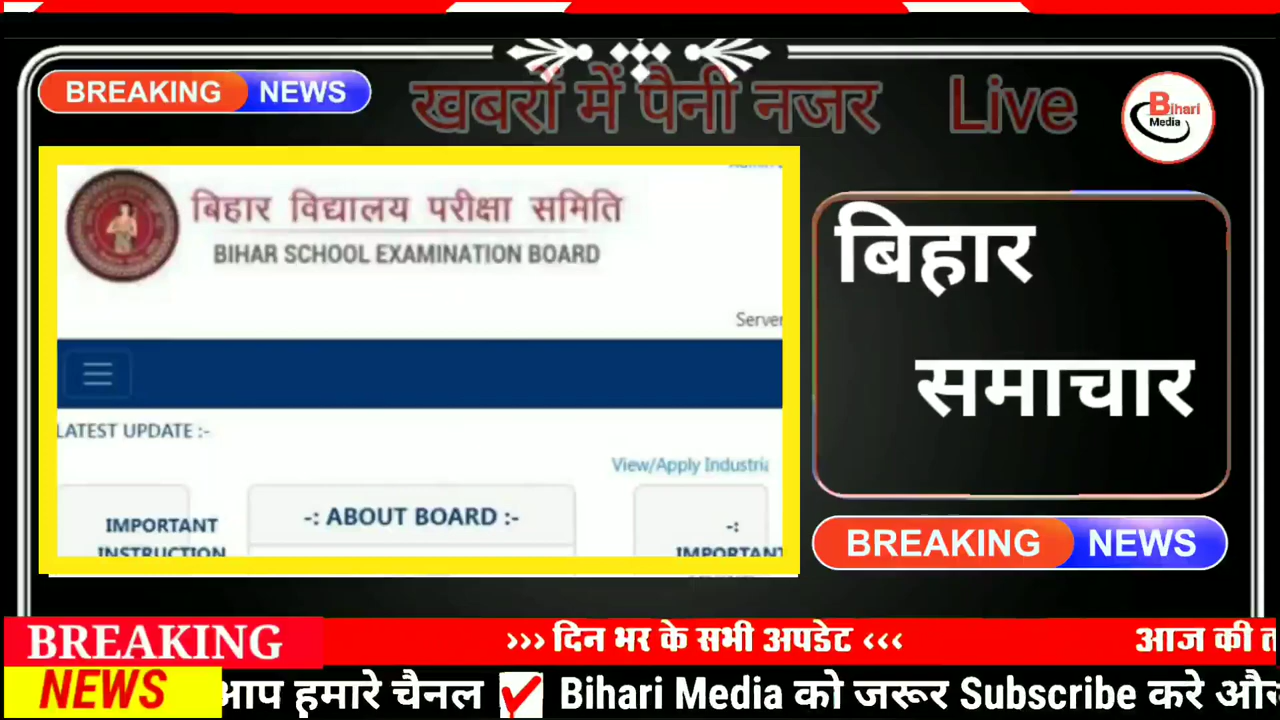 BREAKING NEWS
खबरों में पैनी नजर Live
Bihari
Media
बिहार विद्यालय परीक्षा समिति
BIHAR SCHOOL EXAMINATION BOARD
Server
LATEST UPDATE :-
View/Apply Industria
IMPORTANT
INSTRUCTION
-: ABOUT BOARD :-
-:
IMPORTANT
बिहार
समाचार
BREAKING NEWS
BREAKING
NEWS
››› दिन भर के सभी अपडेट ‹‹‹ आज की त
आप हमारे चैनल Bihari Media को जरूर Subscribe करे और